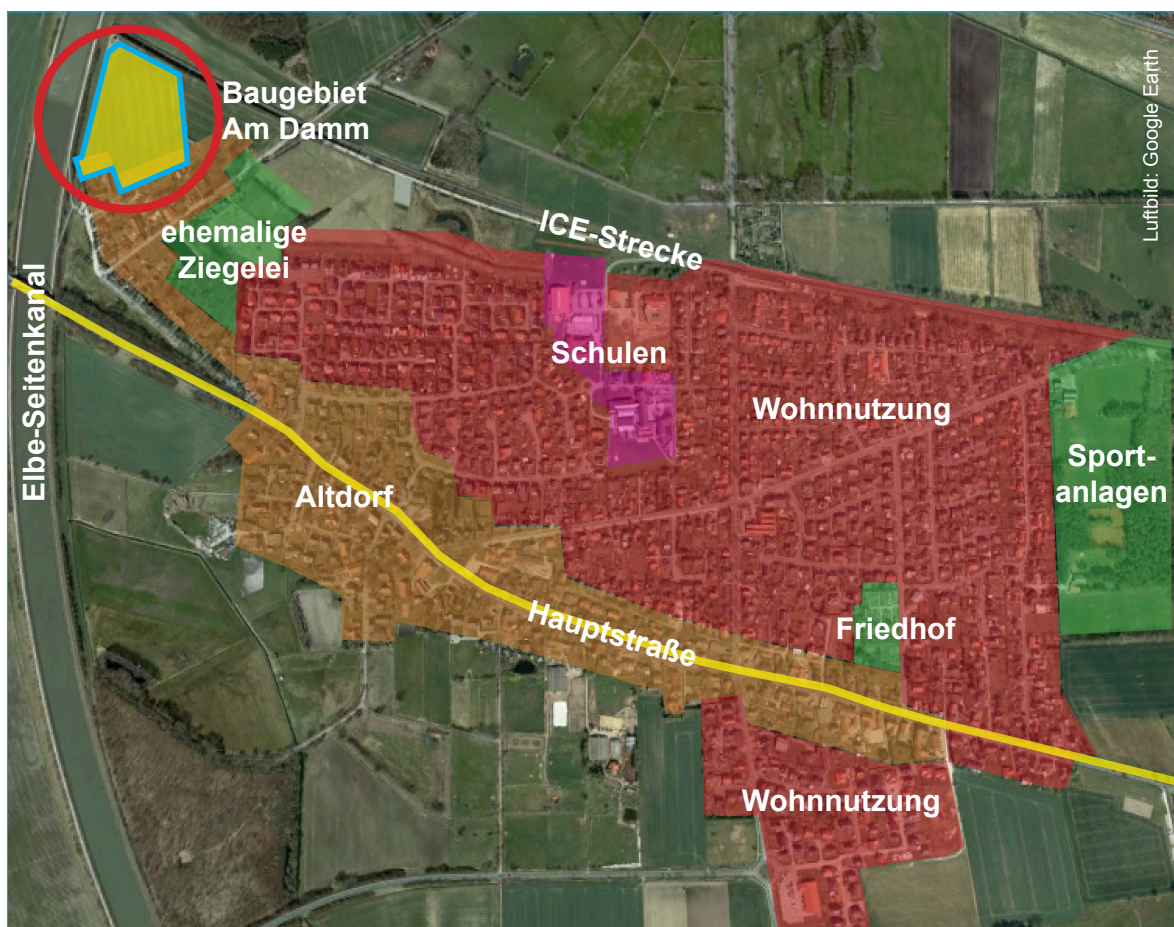 Baugebiet
Am Damm
Luftbild: Google Earth
ehemalige
Ziegelei
ICE-Strecke
Elbe-Seitenkanal
Schulen
Wohnnutzung
Sport-
anlagen
Altdorf
Hauptstraße
Friedhof
Wohnnutzung